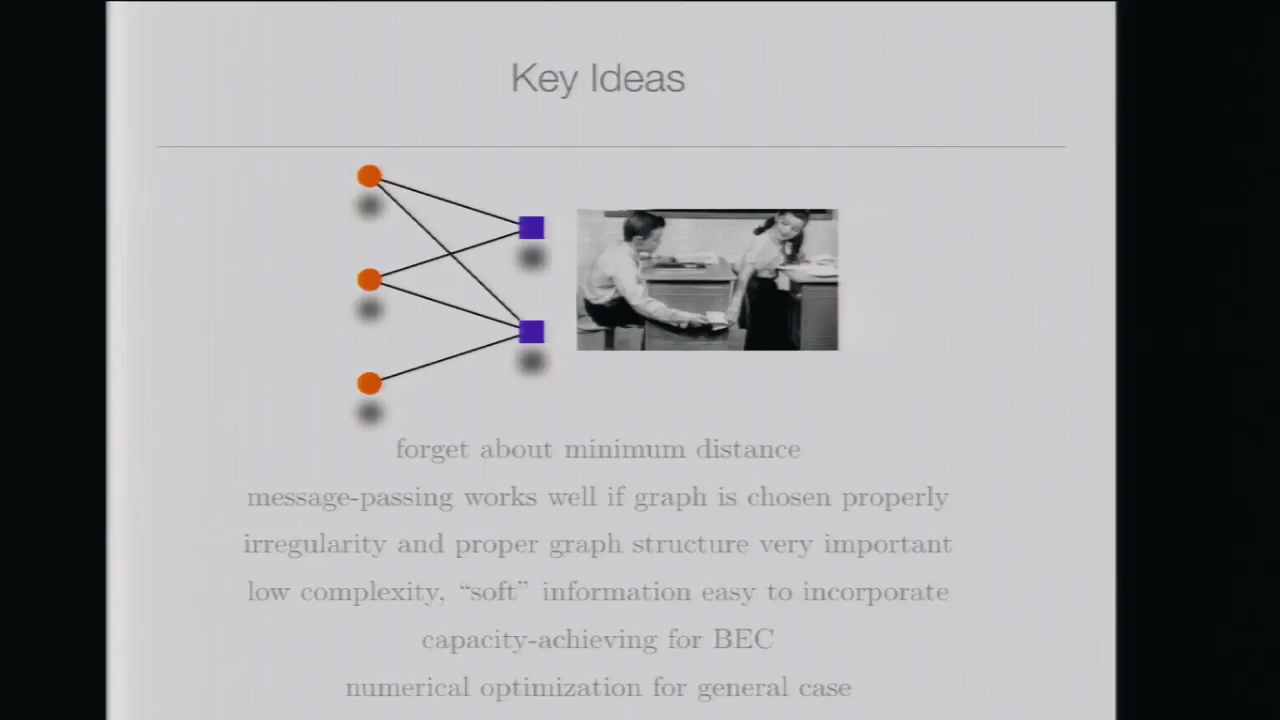 Key Ideas
forget about minimum distance
message-passing works well if graph is chosen properly
irregularity and proper graph structure very important
low complexity, “soft” information easy to incorporate
capacity-achieving for BEC
numerical optimization for general case